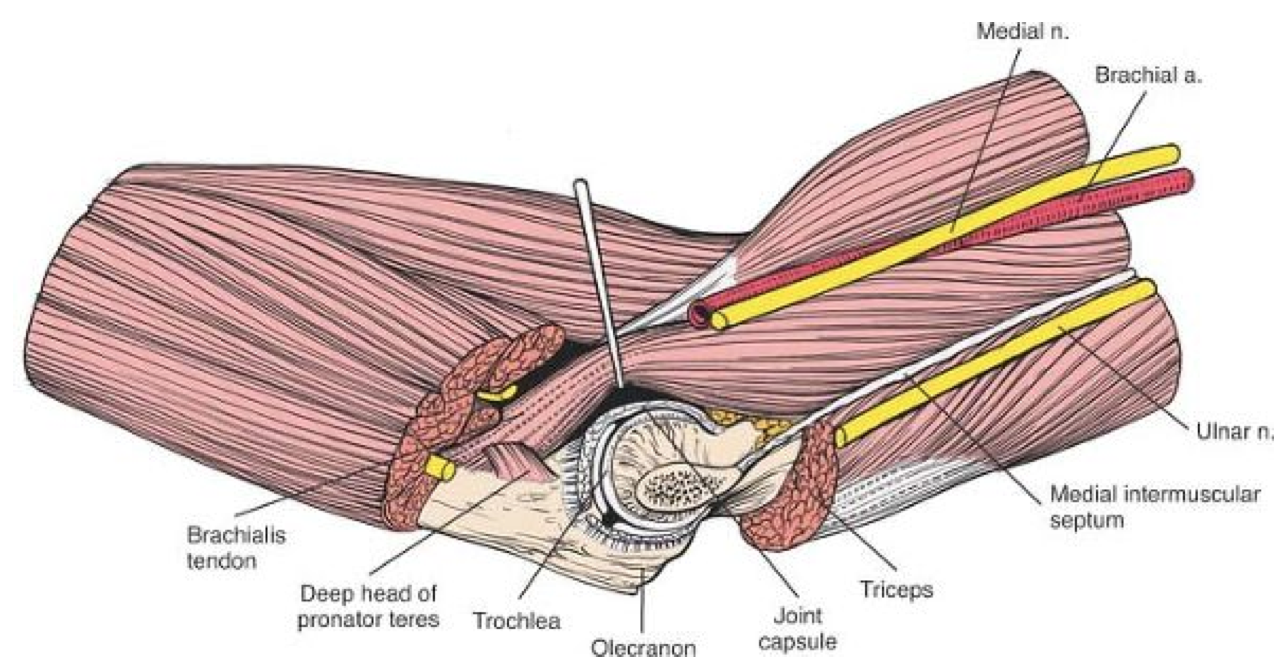 Medial n.
Brachial a.
Ulnar n.
Medial intermuscular
septum
Triceps
Joint
capsule
Olecranon
Trochlea
Deep head of
pronator teres
Brachialis
tendon